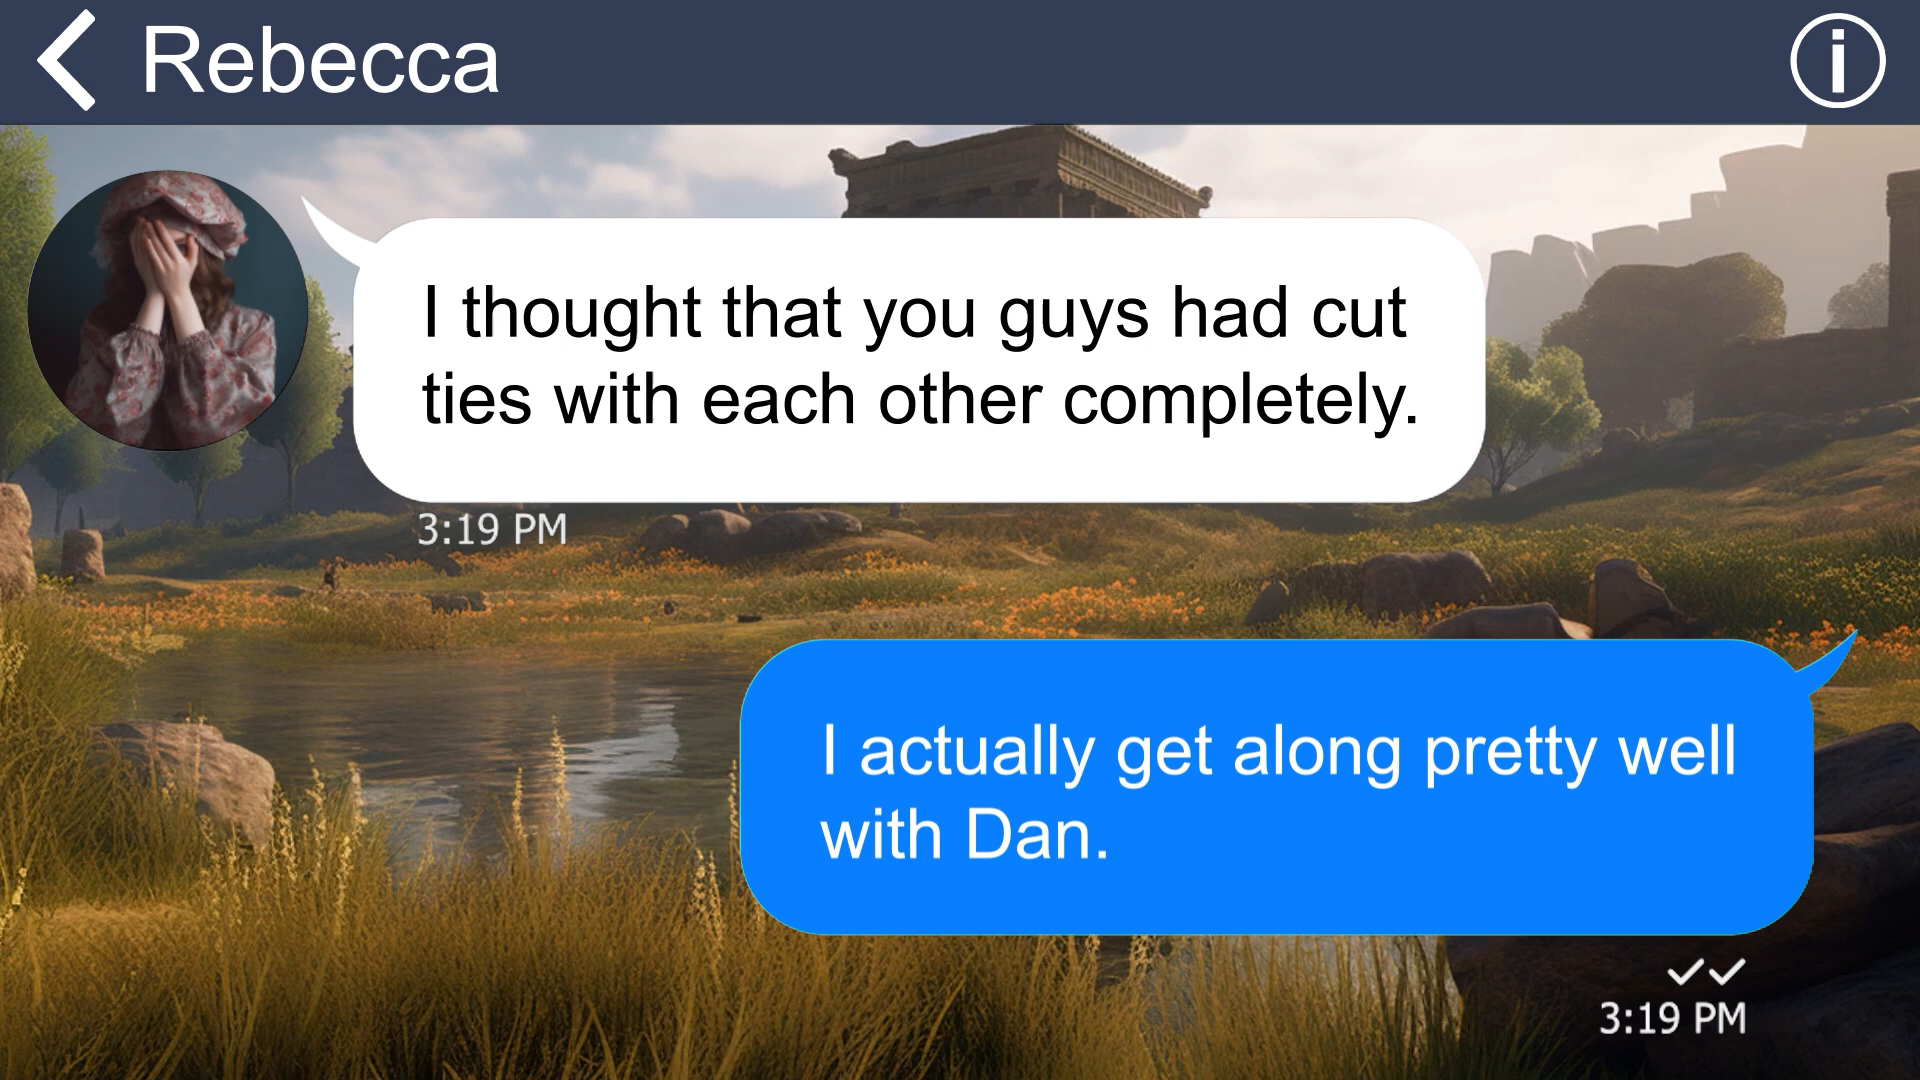 Rebecca
I thought that you guys had cut
ties with each other completely.
3:19 PM
I actually get along pretty well
with Dan.
3:19 PM